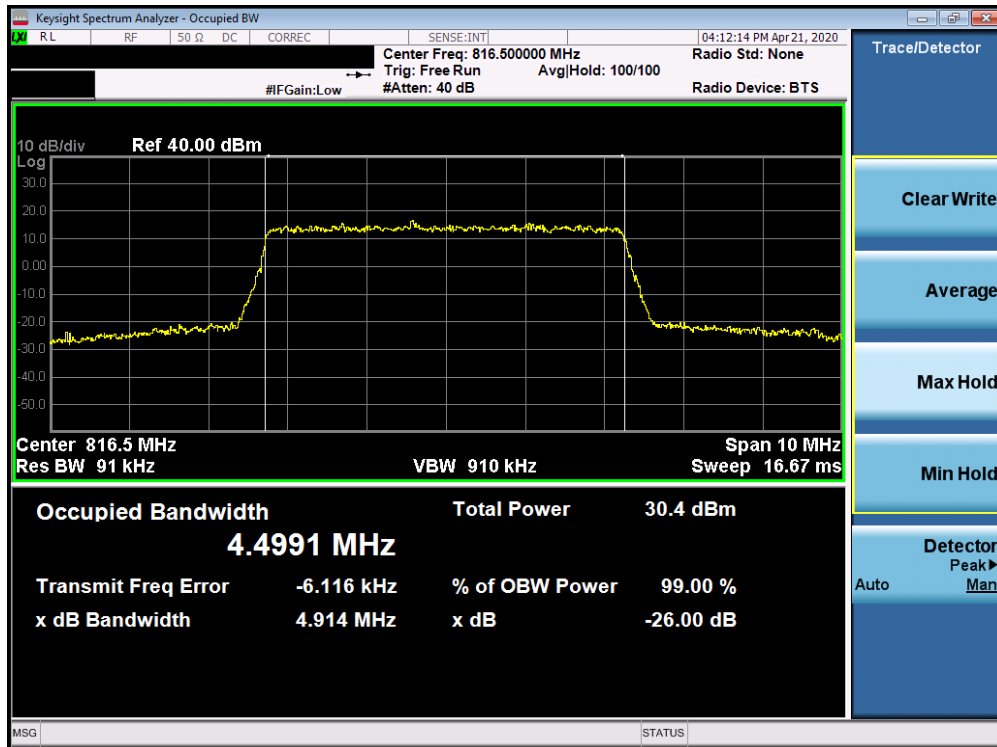 Keysight Spectrum Analyzer - Occupied BW
LXI RL RF 50 Ω DC CORREC SENSE:INT 04:12:14 PM Apr 21, 2020
Center Freq: 816.500000 MHz Radio Std: None
Trig: Free Run Avg|Hold: 100/100
#IFGain:Low #Atten: 40 dB Radio Device: BTS
10 dB/div Ref 40.00 dBm
Log
30.0
20.0
10.0
0.00
-10.0
-20.0
-30.0
-40.0
-50.0
Center 816.5 MHz Span 10 MHz
Res BW 91 kHz VBW 910 kHz Sweep 16.67 ms
Occupied Bandwidth Total Power 30.4 dBm
4.4991 MHz
Transmit Freq Error -6.116 kHz % of OBW Power 99.00 %
x dB Bandwidth 4.914 MHz x dB -26.00 dB
MSG STATUS
Trace/Detector
Clear Write
Average
Max Hold
Min Hold
Detector
Peak▶
Auto Man